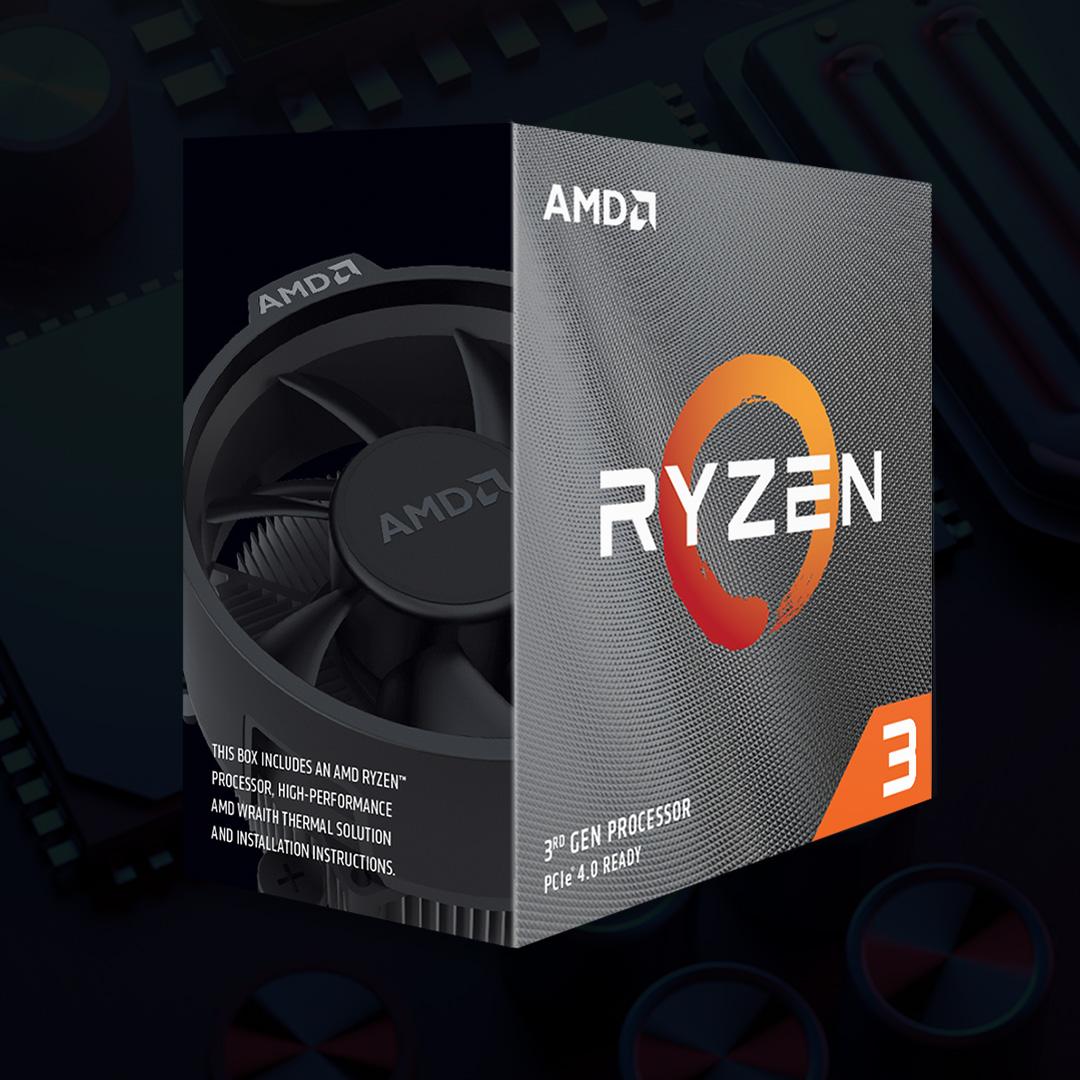 AMD
AMD
THIS BOX INCLUDES AN AMD RYZEN™
PROCESSOR, HIGH-PERFORMANCE
AMD WRAITH THERMAL SOLUTION
AND INSTALLATION INSTRUCTIONS.
AMD
RYZEN
3
3RD GEN PROCESSOR
PCIe® 4.0 READY